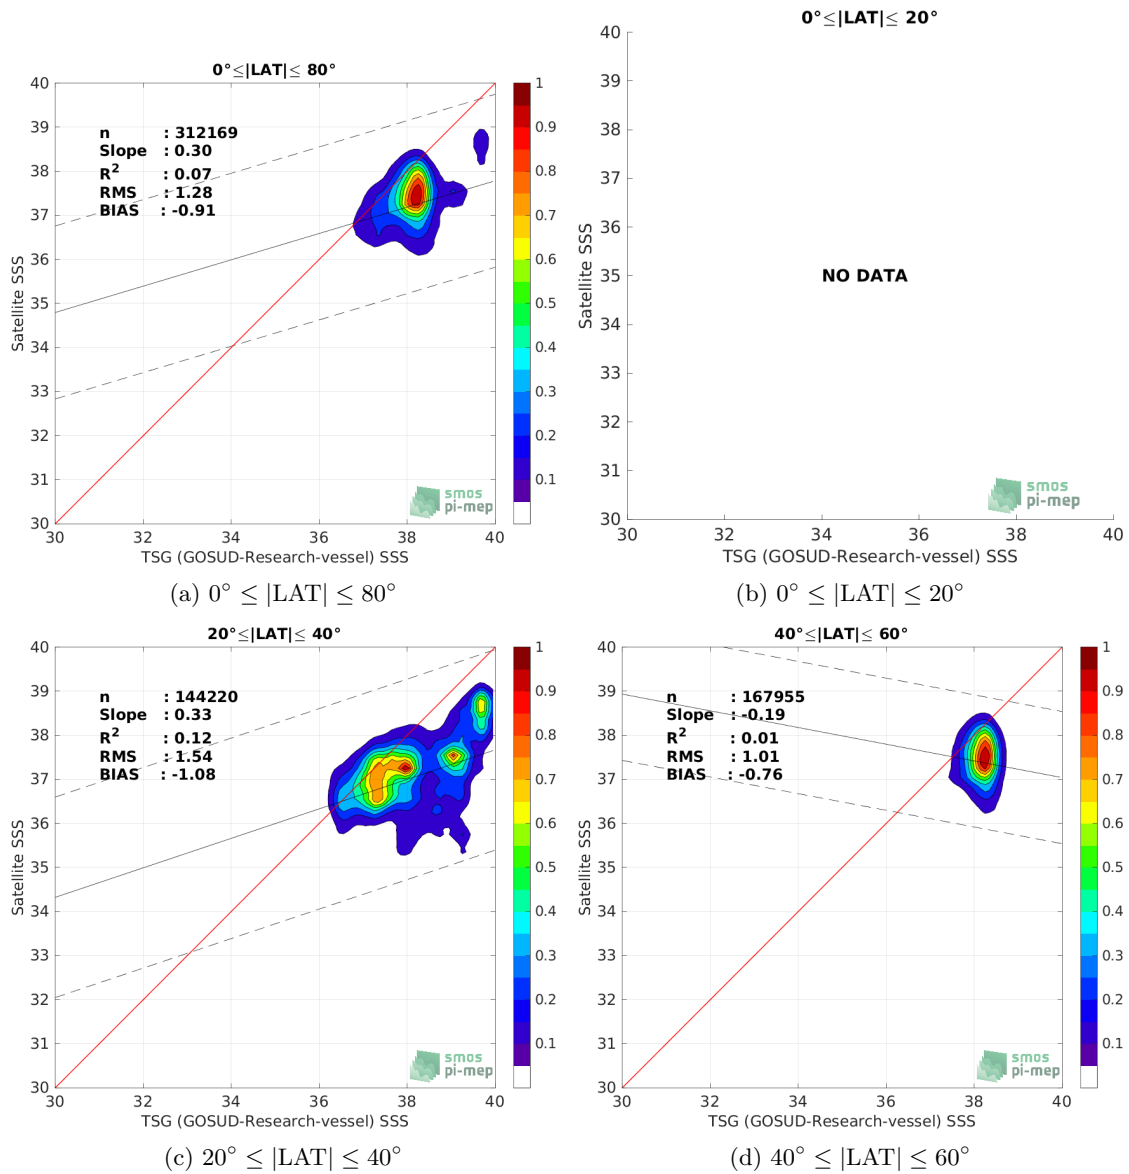 0°≤|LAT|≤ 80°
40
39
38
37
36
35
34
33
32
31
30
30
32
34
36
38
40
Satellite SSS
TSG (GOSUD-Research-vessel) SSS
n : 312169
Slope : 0.30
R² : 0.07
RMS : 1.28
BIAS : -0.91
1
0.9
0.8
0.7
0.6
0.5
0.4
0.3
0.2
0.1
smos
pi-mep
(a) 0° ≤ |LAT| ≤ 80°
0°≤|LAT|≤ 20°
40
39
38
37
36
35
34
33
32
31
30
30
32
34
36
38
40
Satellite SSS
TSG (GOSUD-Research-vessel) SSS
NO DATA
smos
pi-mep
(b) 0° ≤ |LAT| ≤ 20°
20°≤|LAT|≤ 40°
40
39
38
37
36
35
34
33
32
31
30
30
32
34
36
38
40
Satellite SSS
TSG (GOSUD-Research-vessel) SSS
n : 144220
Slope : 0.33
R² : 0.12
RMS : 1.54
BIAS : -1.08
1
0.9
0.8
0.7
0.6
0.5
0.4
0.3
0.2
0.1
smos
pi-mep
(c) 20° ≤ |LAT| ≤ 40°
40°≤|LAT|≤ 60°
40
39
38
37
36
35
34
33
32
31
30
30
32
34
36
38
40
Satellite SSS
TSG (GOSUD-Research-vessel) SSS
n : 167955
Slope : -0.19
R² : 0.01
RMS : 1.01
BIAS : -0.76
1
0.9
0.8
0.7
0.6
0.5
0.4
0.3
0.2
0.1
smos
pi-mep
(d) 40° ≤ |LAT| ≤ 60°